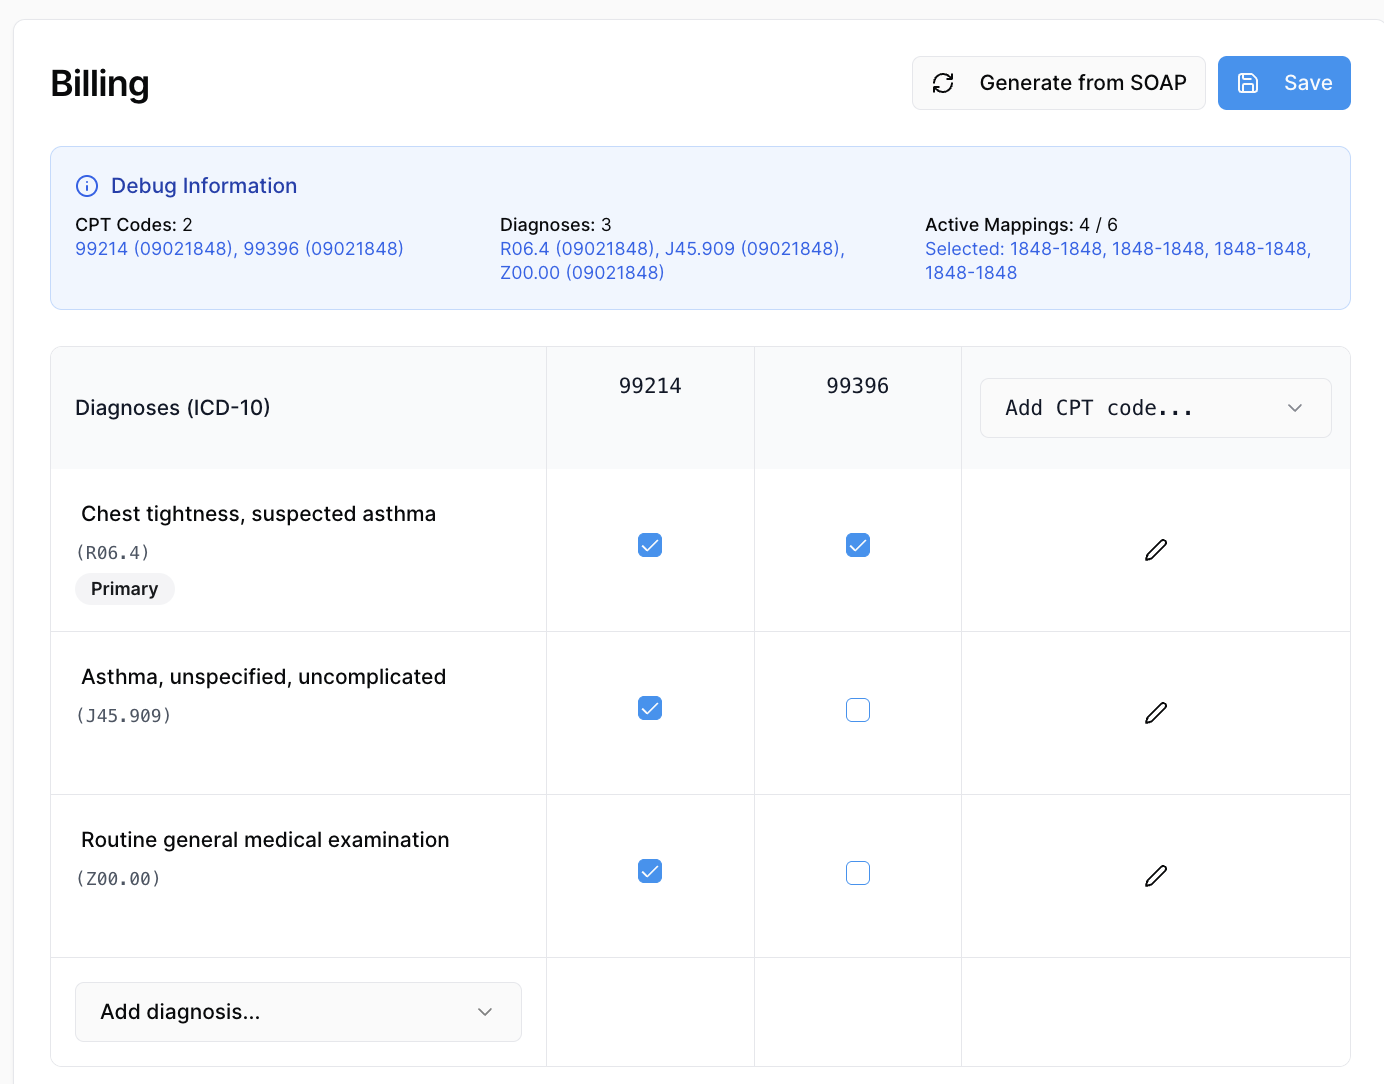 Billing
Generate from SOAP
Save
Debug Information
CPT Codes: 2
99214 (09021848), 99396 (09021848)
Diagnoses: 3
R06.4 (09021848), J45.909 (09021848),
Z00.00 (09021848)
Active Mappings: 4 / 6
Selected: 1848-1848, 1848-1848, 1848-1848,
1848-1848
Diagnoses (ICD-10)
99214
99396
Add CPT code...
Chest tightness, suspected asthma
(R06.4)
Primary
Asthma, unspecified, uncomplicated
(J45.909)
Routine general medical examination
(Z00.00)
Add diagnosis...